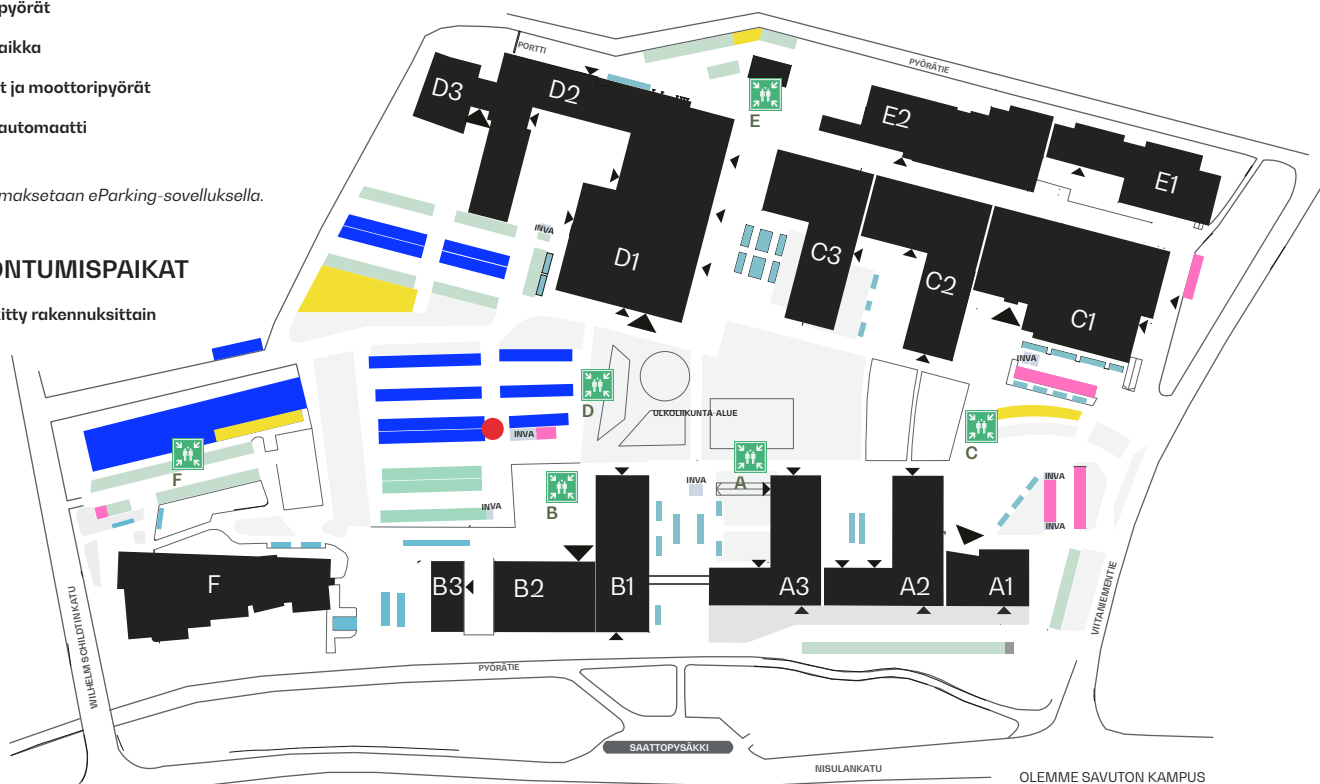 pyörät
aikka
t ja moottoripyörät
automaatti
maksetaan eParking-sovelluksella.
ONTUMISPAIKAT
kitty rakennuksittain
PORTTI
PYÖRÄTIE
D3
D2
E
E2
E1
INVA
D1
C3
C2
C1
INVA
D
ULKOLIIKUNTA-ALUE
INVA
C
F
A
INVA
INVA
B
INVA
INVA
F
B3
B2
B1
A3
A2
A1
WILHELM SCHILDTIN KATU
VIITANIEMENTIE
PYÖRÄTIE
SAATTOPYSÄKKI
NISULANKATU
OLEMME SAVUTON KAMPUS